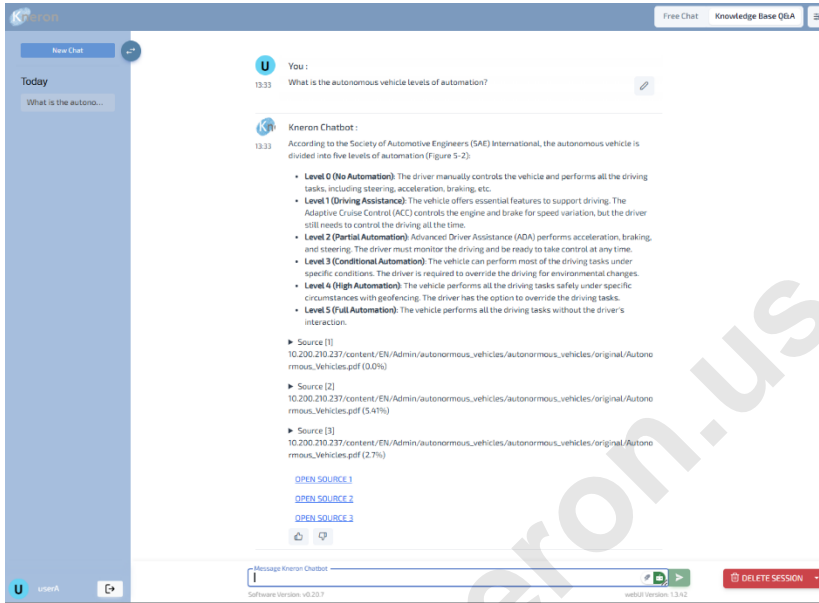 Kneron
Free Chat
Knowledge Base Q&A
New Chat
Today
What is the autono...
U
You :
13:33
What is the autonomous vehicle levels of automation?
Kn
Kneron Chatbot :
13:33
According to the Society of Automotive Engineers (SAE) International, the autonomous vehicle is
divided into five levels of automation (Figure 5-2):
• Level 0 (No Automation): The driver manually controls the vehicle and performs all the driving
tasks, including steering, acceleration, braking, etc.
• Level 1 (Driving Assistance): The vehicle offers essential features to support driving. The
Adaptive Cruise Control (ACC) controls the engine and brake for speed variation, but the driver
still needs to control the driving all the time.
• Level 2 (Partial Automation): Advanced Driver Assistance (ADA) performs acceleration, braking,
and steering. The driver must monitor the driving and be ready to take control at any time.
• Level 3 (Conditional Automation): The vehicle can perform most of the driving tasks under
specific conditions. The driver is required to override the driving for environmental changes.
• Level 4 (High Automation): The vehicle performs all the driving tasks safely under specific
circumstances with geofencing. The driver has the option to override the driving tasks.
• Level 5 (Full Automation): The vehicle performs all the driving tasks without the driver's
interaction.
► Source [1]
10.200.210.237/content/EN/Admin/autonormous_vehicles/autonormous_vehicles/original/Autono
rmous_Vehicles.pdf (0.0%)
► Source [2]
10.200.210.237/content/EN/Admin/autonormous_vehicles/autonormous_vehicles/original/Autono
rmous_Vehicles.pdf (5.41%)
► Source [3]
10.200.210.237/content/EN/Admin/autonormous_vehicles/autonormous_vehicles/original/Autono
rmous_Vehicles.pdf (2.7%)
OPEN SOURCE 1
OPEN SOURCE 2
OPEN SOURCE 3
Message Kneron Chatbot
DELETE SESSION
U
userA
Software Version: v0.20.7
webUI Version: 1.3.42
eron.us